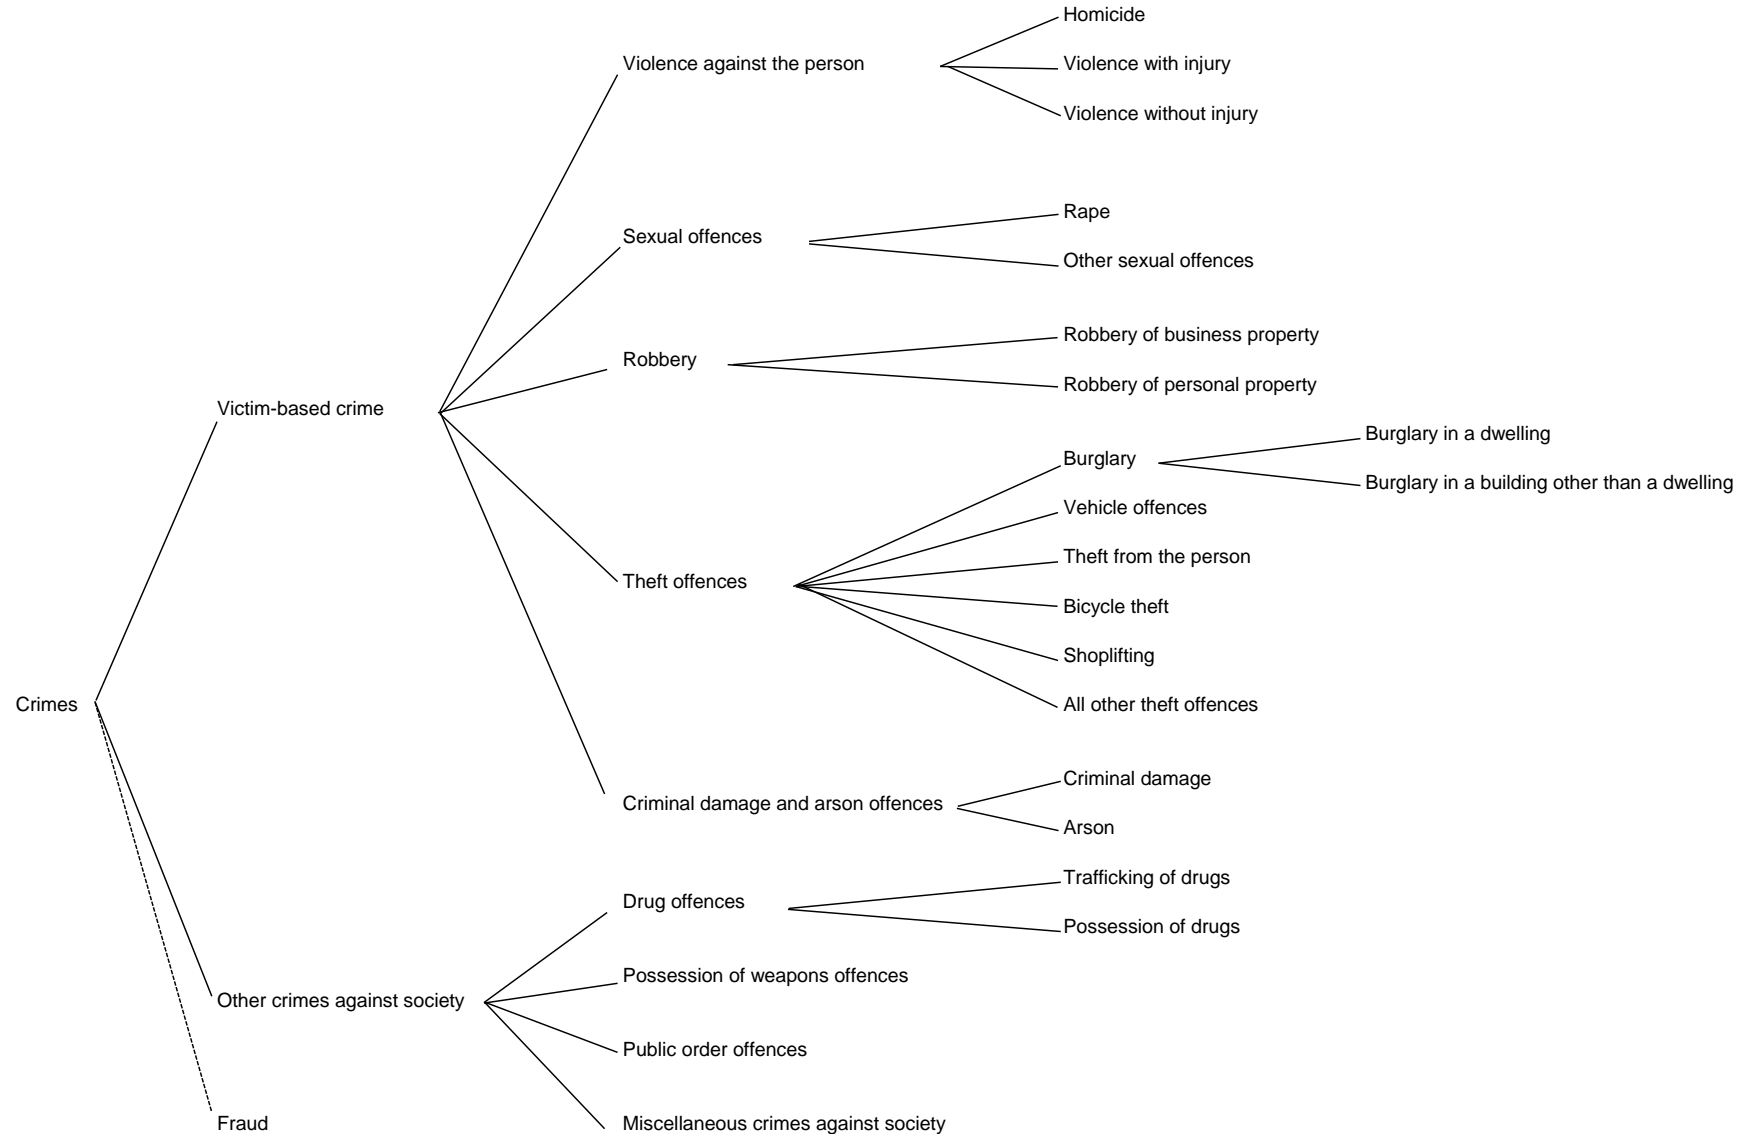 Homicide
Violence against the person
Violence with injury
Violence without injury
Rape
Sexual offences
Other sexual offences
Robbery of business property
Robbery
Robbery of personal property
Victim-based crime
Burglary in a dwelling
Burglary
Burglary in a building other than a dwelling
Vehicle offences
Theft from the person
Theft offences
Bicycle theft
Shoplifting
Crimes
All other theft offences
Criminal damage
Criminal damage and arson offences
Arson
Trafficking of drugs
Drug offences
Possession of drugs
Possession of weapons offences
Other crimes against society
Public order offences
Fraud
Miscellaneous crimes against society